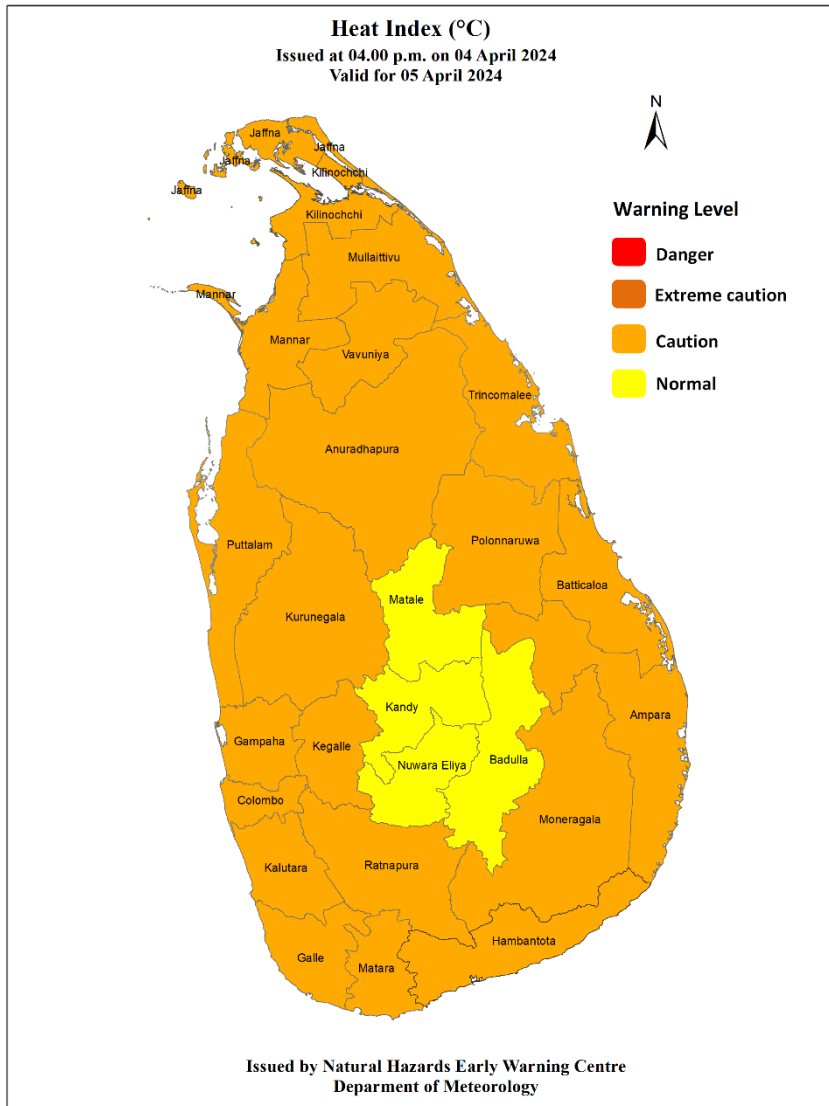 Heat Index (°C)
Issued at 04.00 p.m. on 04 April 2024
Valid for 05 April 2024
N
Jaffna
Jaffna
Jaffna
Kilinochchi
Jaffna
Kilinochchi
Mullaittivu
Mannar
Mannar
Vavuniya
Trincomalee
Anuradhapura
Puttalam
Polonnaruwa
Batticaloa
Matale
Kurunegala
Kandy
Ampara
Gampaha
Kegalle
Nuwara Eliya
Badulla
Colombo
Moneragala
Kalutara
Ratnapura
Hambantota
Galle
Matara
Warning Level
Danger
Extreme caution
Caution
Normal
Issued by Natural Hazards Early Warning Centre
Deparment of Meteorology